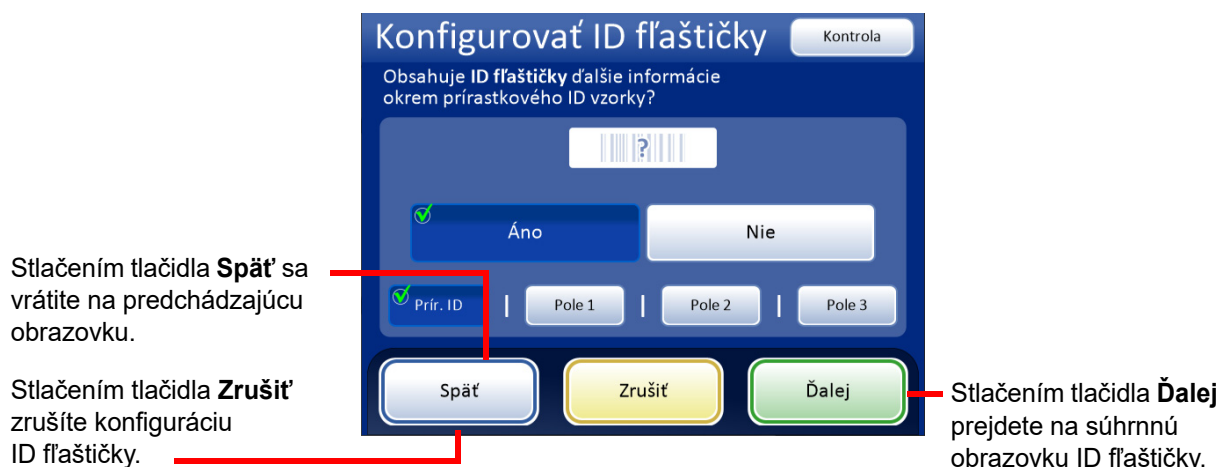 Konfigurovať ID fľaštičky
Kontrola
Obsahuje ID fľaštičky ďalšie informácie
okrem prírastkového ID vzorky?
?
Áno
Nie
Prír. ID | Pole 1 | Pole 2 | Pole 3
Späť
Zrušiť
Ďalej
Stlačením tlačidla Späť sa
vrátite na predchádzajúcu
obrazovku.
Stlačením tlačidla Zrušiť
zrušíte konfiguráciu
ID fľaštičky.
Stlačením tlačidla Ďalej
prejdete na súhrnnú
obrazovku ID fľaštičky.